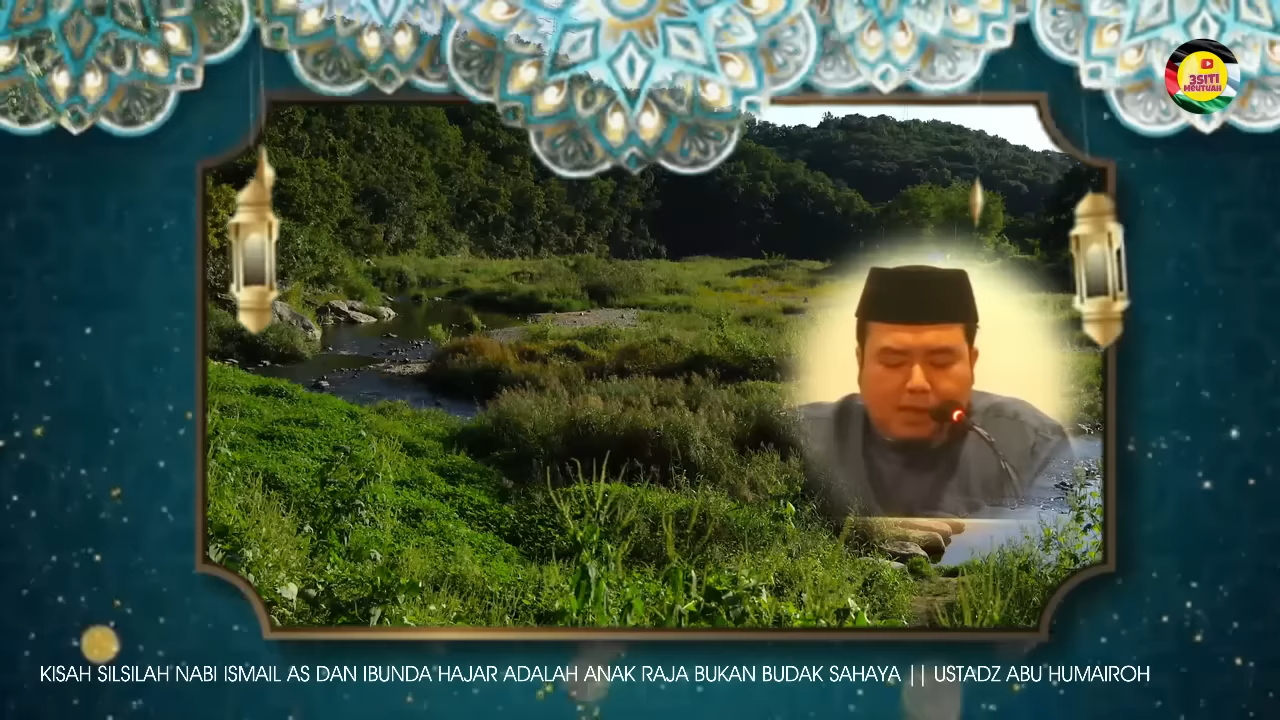 3SITI
MEUTUAH
KISAH SILSILAH NABI ISMAIL AS DAN IBUNDA HAJAR ADALAH ANAK RAJA BUKAN BUDAK SAHAYA || USTADZ ABU HUMAIROH